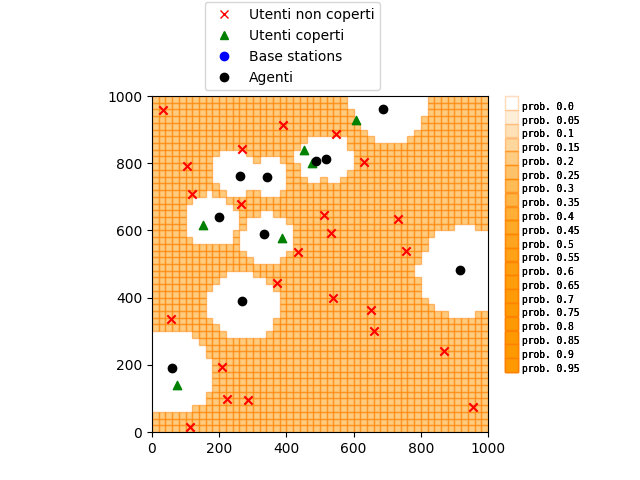 Utenti non coperti
Utenti coperti
Base stations
Agenti
1000
800
600
400
200
0
0
200
400
600
800
1000
prob. 0.0
prob. 0.05
prob. 0.1
prob. 0.15
prob. 0.2
prob. 0.25
prob. 0.3
prob. 0.35
prob. 0.4
prob. 0.45
prob. 0.5
prob. 0.55
prob. 0.6
prob. 0.65
prob. 0.7
prob. 0.75
prob. 0.8
prob. 0.85
prob. 0.9
prob. 0.95